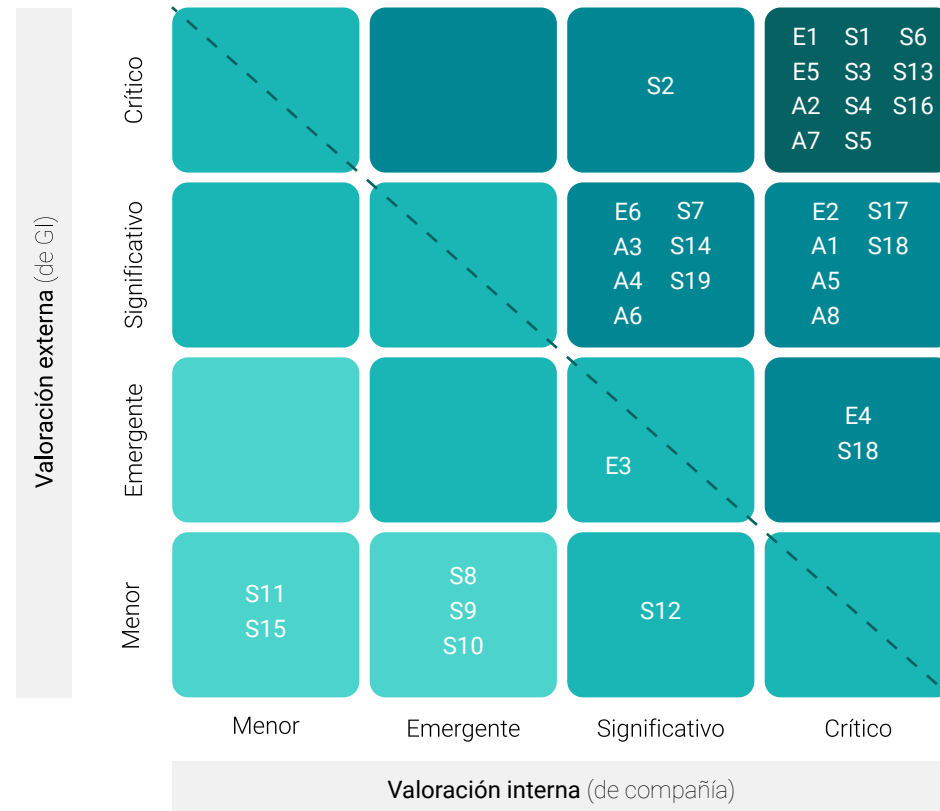 Valoración externa (de GI)
Crítico
S2
E1 S1 S6
E5 S3 S13
A2 S4 S16
A7 S5
Significativo
E6 S7
A3 S14
A4 S19
A6
E2 S17
A1 S18
A5
A8
Emergente
E3
E4
S18
Menor
S11
S15
S8
S9
S10
S12
Menor Emergente Significativo Crítico
Valoración interna (de compañía)